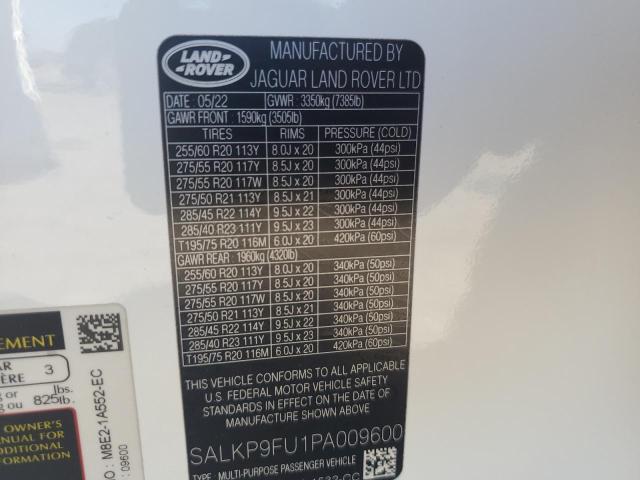 LAND ROVER
MANUFACTURED BY
JAGUAR LAND ROVER LTD
DATE : 05/22 GVWR : 3350kg (7385lb)
GAWR FRONT : 1590kg (3505lb)
TIRES RIMS PRESSURE (COLD)
255/60 R20 113Y 8.0J x 20 300kPa (44psi)
275/55 R20 117Y 8.5J x 20 300kPa (44psi)
275/55 R20 117W 8.5J x 20 300kPa (44psi)
275/50 R21 113Y 8.5J x 21 300kPa (44psi)
285/45 R22 114Y 9.5J x 22 300kPa (44psi)
285/40 R23 111Y 9.5J x 23 300kPa (44psi)
T195/75 R20 116M 6.0J x 20 420kPa (60psi)
GAWR REAR : 1960kg (4320lb)
255/60 R20 113Y 8.0J x 20 340kPa (50psi)
275/55 R20 117Y 8.5J x 20 340kPa (50psi)
275/55 R20 117W 8.5J x 20 340kPa (50psi)
275/50 R21 113Y 8.5J x 21 340kPa (50psi)
285/45 R22 114Y 9.5J x 22 340kPa (50psi)
285/40 R23 111Y 9.5J x 23 340kPa (50psi)
T195/75 R20 116M 6.0J x 20 420kPa (60psi)
THIS VEHICLE CONFORMS TO ALL APPLICABLE
U.S FEDERAL MOTOR VEHICLE SAFETY
STANDARDS IN EFFECT ON THE DATE OF
MANUFACTURE SHOWN ABOVE
SALKP9FU1PA009600
TYPE: MULTI-PURPOSE PASSENGER VEHICLE
EMENT
AR
IÈRE 3
g or lbs.
g ou 825lb.
OWNER'S
ANUAL FOR
ADDITIONAL
INFORMATION
NO : M8E2-1A552-EC
: 09600